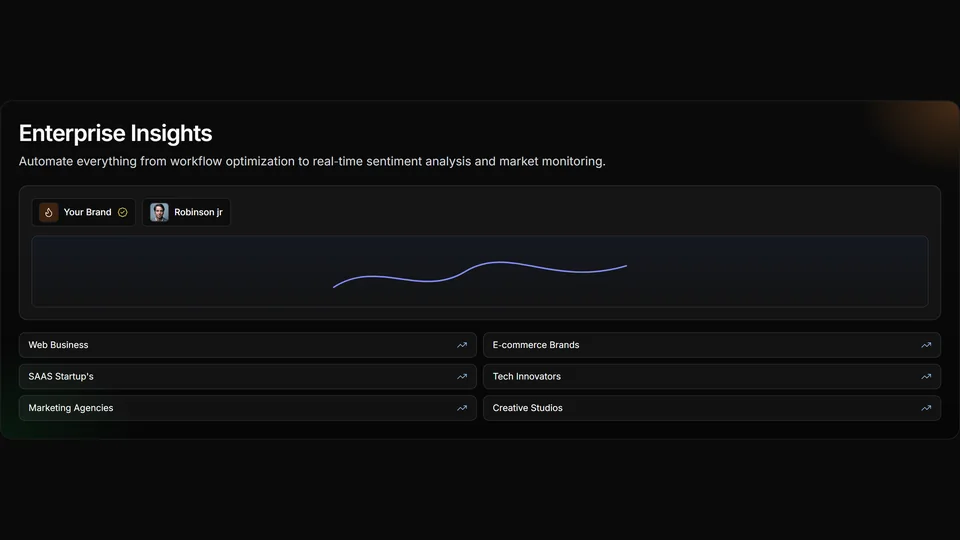 Enterprise Insights
Automate everything from workflow optimization to real-time sentiment analysis and market monitoring.
Your Brand
Robinson jr
Web Business
E-commerce Brands
SAAS Startup's
Tech Innovators
Marketing Agencies
Creative Studios